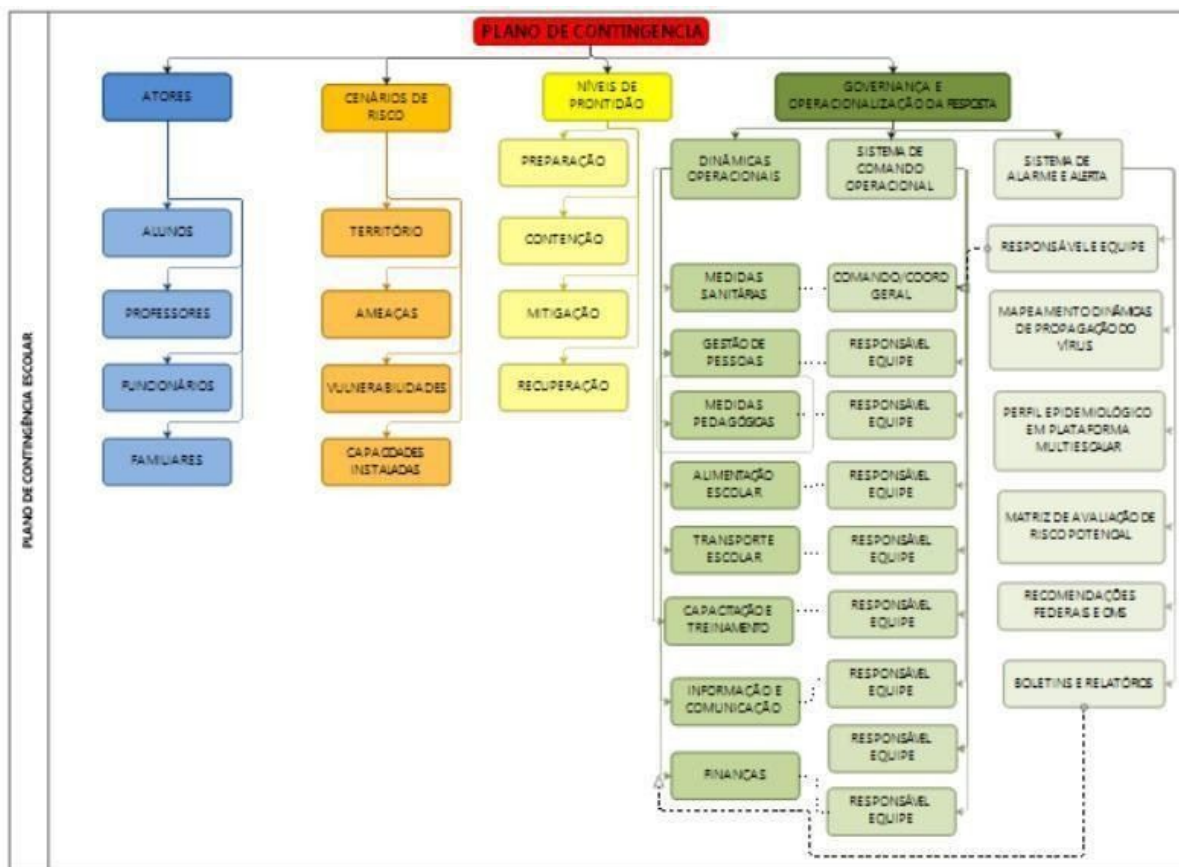 PLANO DE CONTINGÊNCIA ESCOLAR
PLANO DE CONTINGENCIA
ATORES
ALUNOS
PROFESSORES
FUNCIONÁRIOS
FAMILIARES
CENÁRIOS DE
RISCO
TERRITÓRIO
AMEAÇAS
VULNERABILIDADES
CAPACIDADES
INSTALADAS
NÍVEIS DE
PRONTIDÃO
PREPARAÇÃO
CONTENÇÃO
MITIGAÇÃO
RECUPERAÇÃO
GOVERNANÇA E
OPERACIONALIZAÇÃO DA RESPOSTA
DINÂMICAS
OPERACIONAIS
MEDIDAS
SANITÁRIAS
GESTÃO DE
PESSOAS
MEDIDAS
PEDAGÓGICAS
ALIMENTAÇÃO
ESCOLAR
TRANSPORTE
ESCOLAR
CAPACITAÇÃO E
TREINAMENTO
INFORMAÇÃO E
COMUNICAÇÃO
FINANÇAS
SISTEMA DE
COMANDO
OPERACIONAL
COMANDO/COORD
GERAL
RESPONSÁVEL
EQUIPE
RESPONSÁVEL
EQUIPE
RESPONSÁVEL
EQUIPE
RESPONSÁVEL
EQUIPE
RESPONSÁVEL
EQUIPE
RESPONSÁVEL
EQUIPE
RESPONSÁVEL
EQUIPE
RESPONSÁVEL
EQUIPE
SISTEMA DE
ALARME E ALERTA
RESPONSÁVEL E EQUIPE
MAPEAMENTO DINÂMICAS
DE PROPAGAÇÃO DO
VÍRUS
PERFIL EPIDEMIOLÓGICO
EM PLATAFORMA
MULTIESCALAR
MATRIZ DE AVALIAÇÃO DE
RISCO POTENCIAL
RECOMENDAÇÕES
FEDERAIS E OMS
BOLETINS E RELATÓRIOS